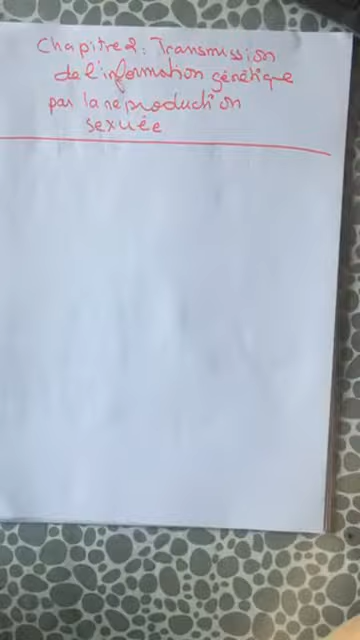 Chapitre 2 : Transmission
de l'information génétique
par la reproduction
sexuée